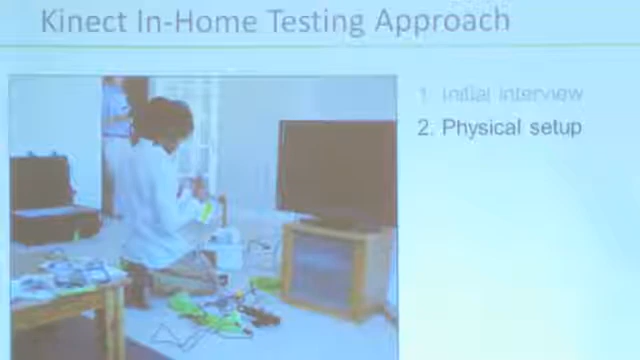 Kinect In-Home Testing Approach
1. Initial interview
2. Physical setup